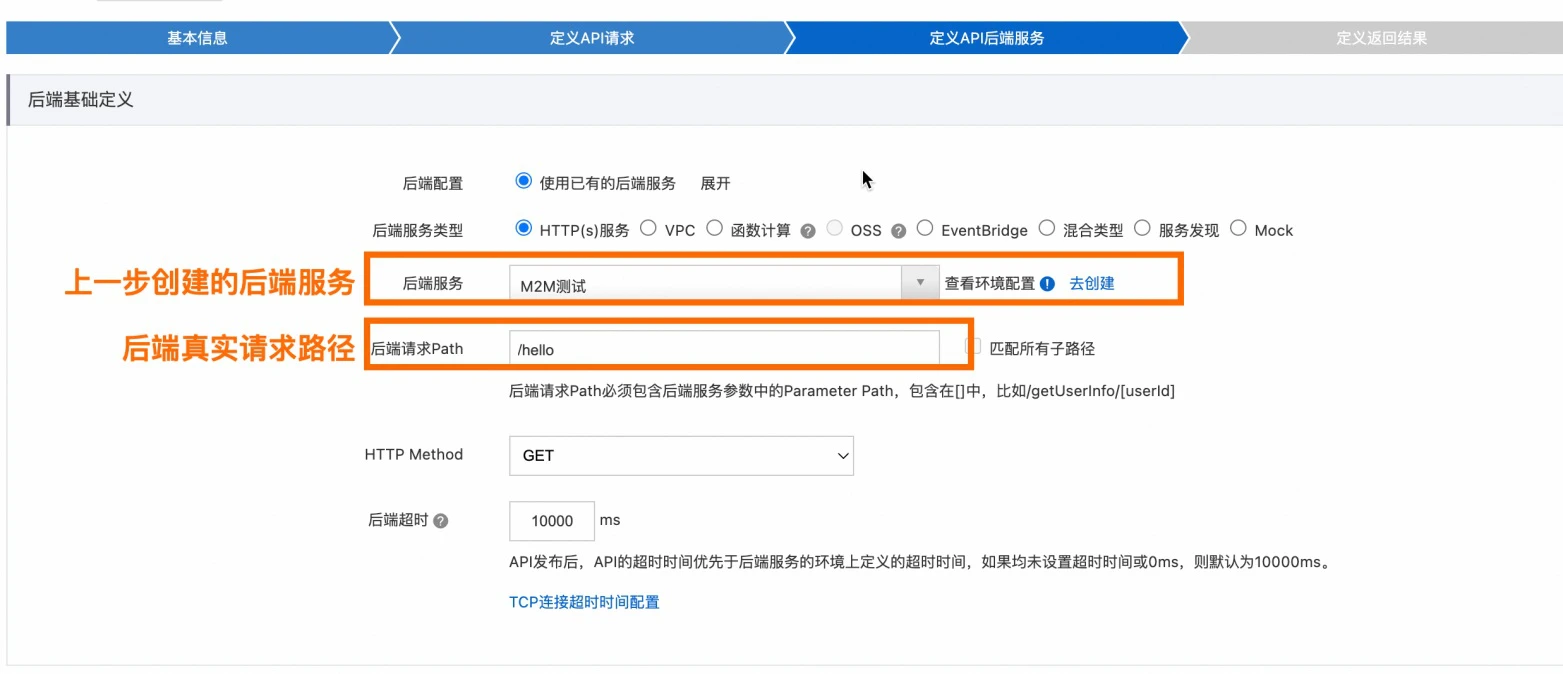 基本信息 定义API请求 定义API后端服务 定义返回结果
后端基础定义
后端配置 使用已有的后端服务 展开
后端服务类型 HTTP(s)服务 VPC 函数计算 ? OSS ? EventBridge 混合类型 服务发现 Mock
上一步创建的后端服务 后端服务 M2M测试 查看环境配置 ! 去创建
后端真实请求路径 后端请求Path /hello 匹配所有子路径
后端请求Path必须包含后端服务参数中的Parameter Path，包含在[]中，比如/getUserInfo/[userId]
HTTP Method GET
后端超时 ? 10000 ms
API发布后，API的超时时间优先于后端服务的环境上定义的超时时间，如果均未设置超时时间或0ms，则默认为10000ms。
TCP连接超时时间配置